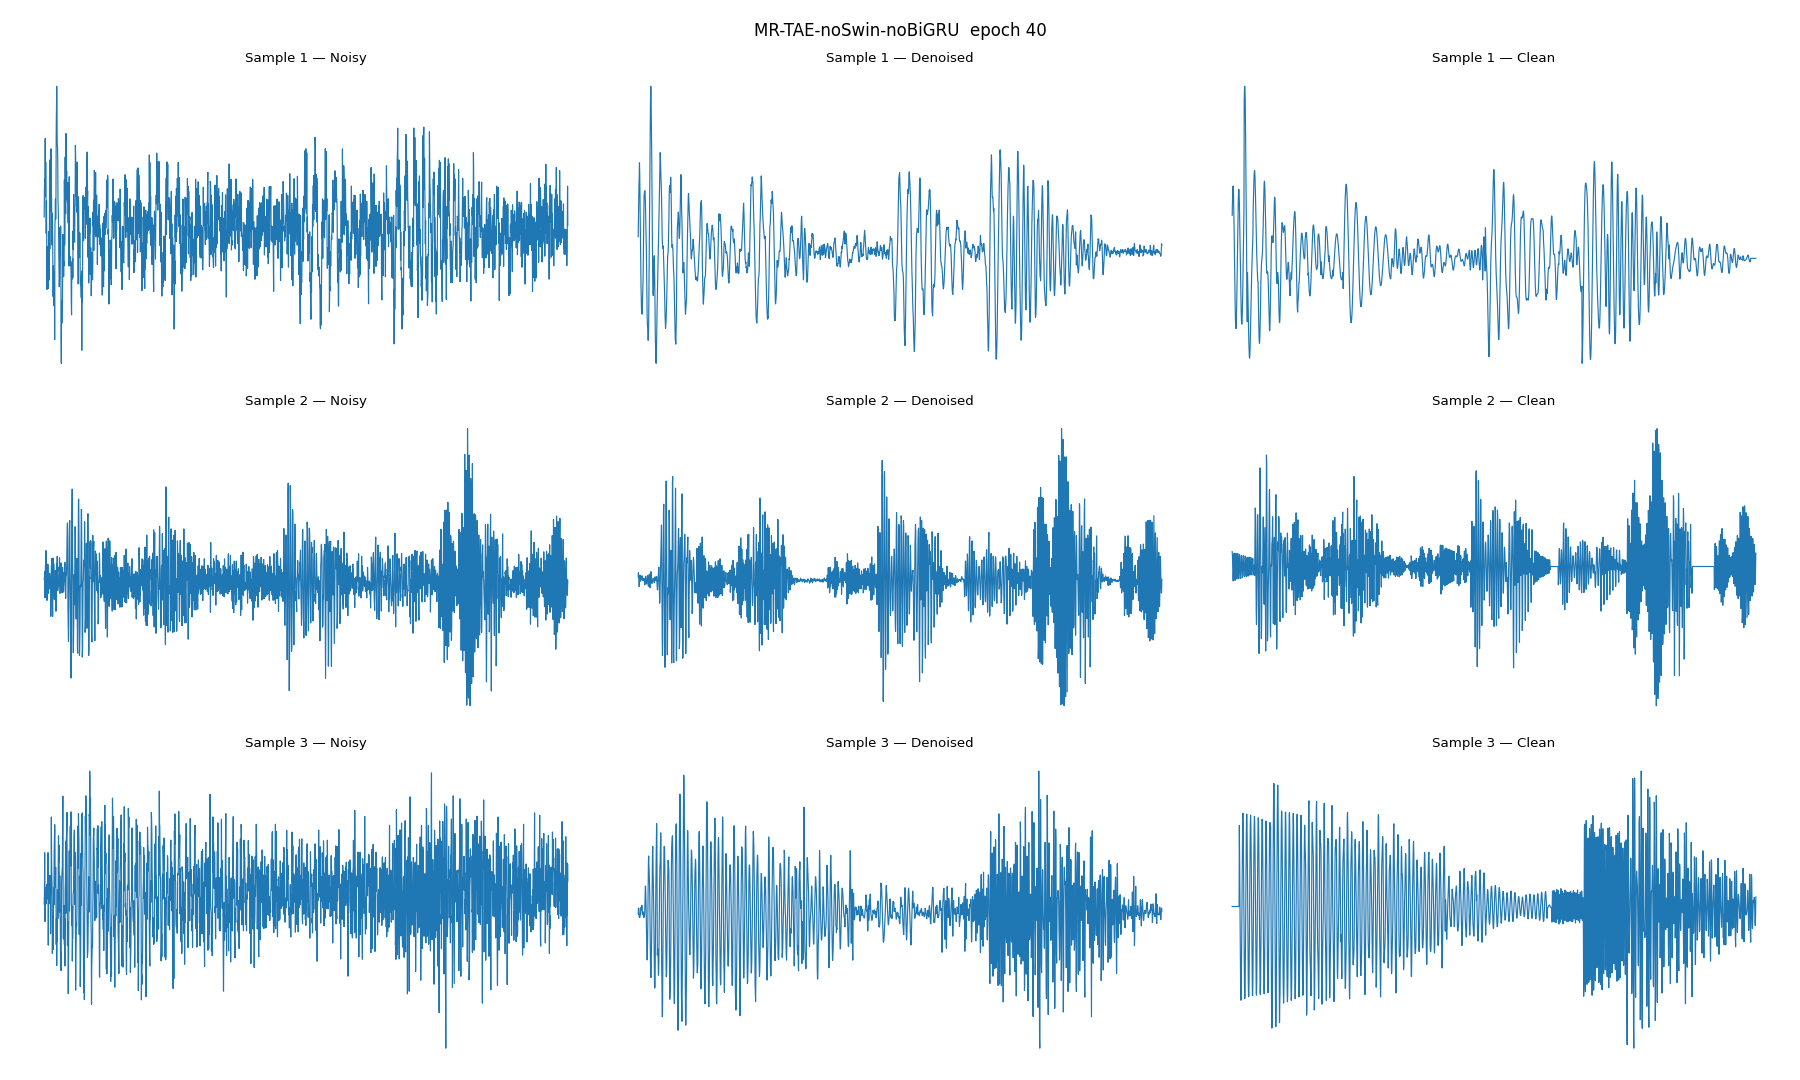 MR-TAE-noSwin-noBiGRU  epoch 40
Sample 1 — Noisy
Sample 1 — Denoised
Sample 1 — Clean
Sample 2 — Noisy
Sample 2 — Denoised
Sample 2 — Clean
Sample 3 — Noisy
Sample 3 — Denoised
Sample 3 — Clean